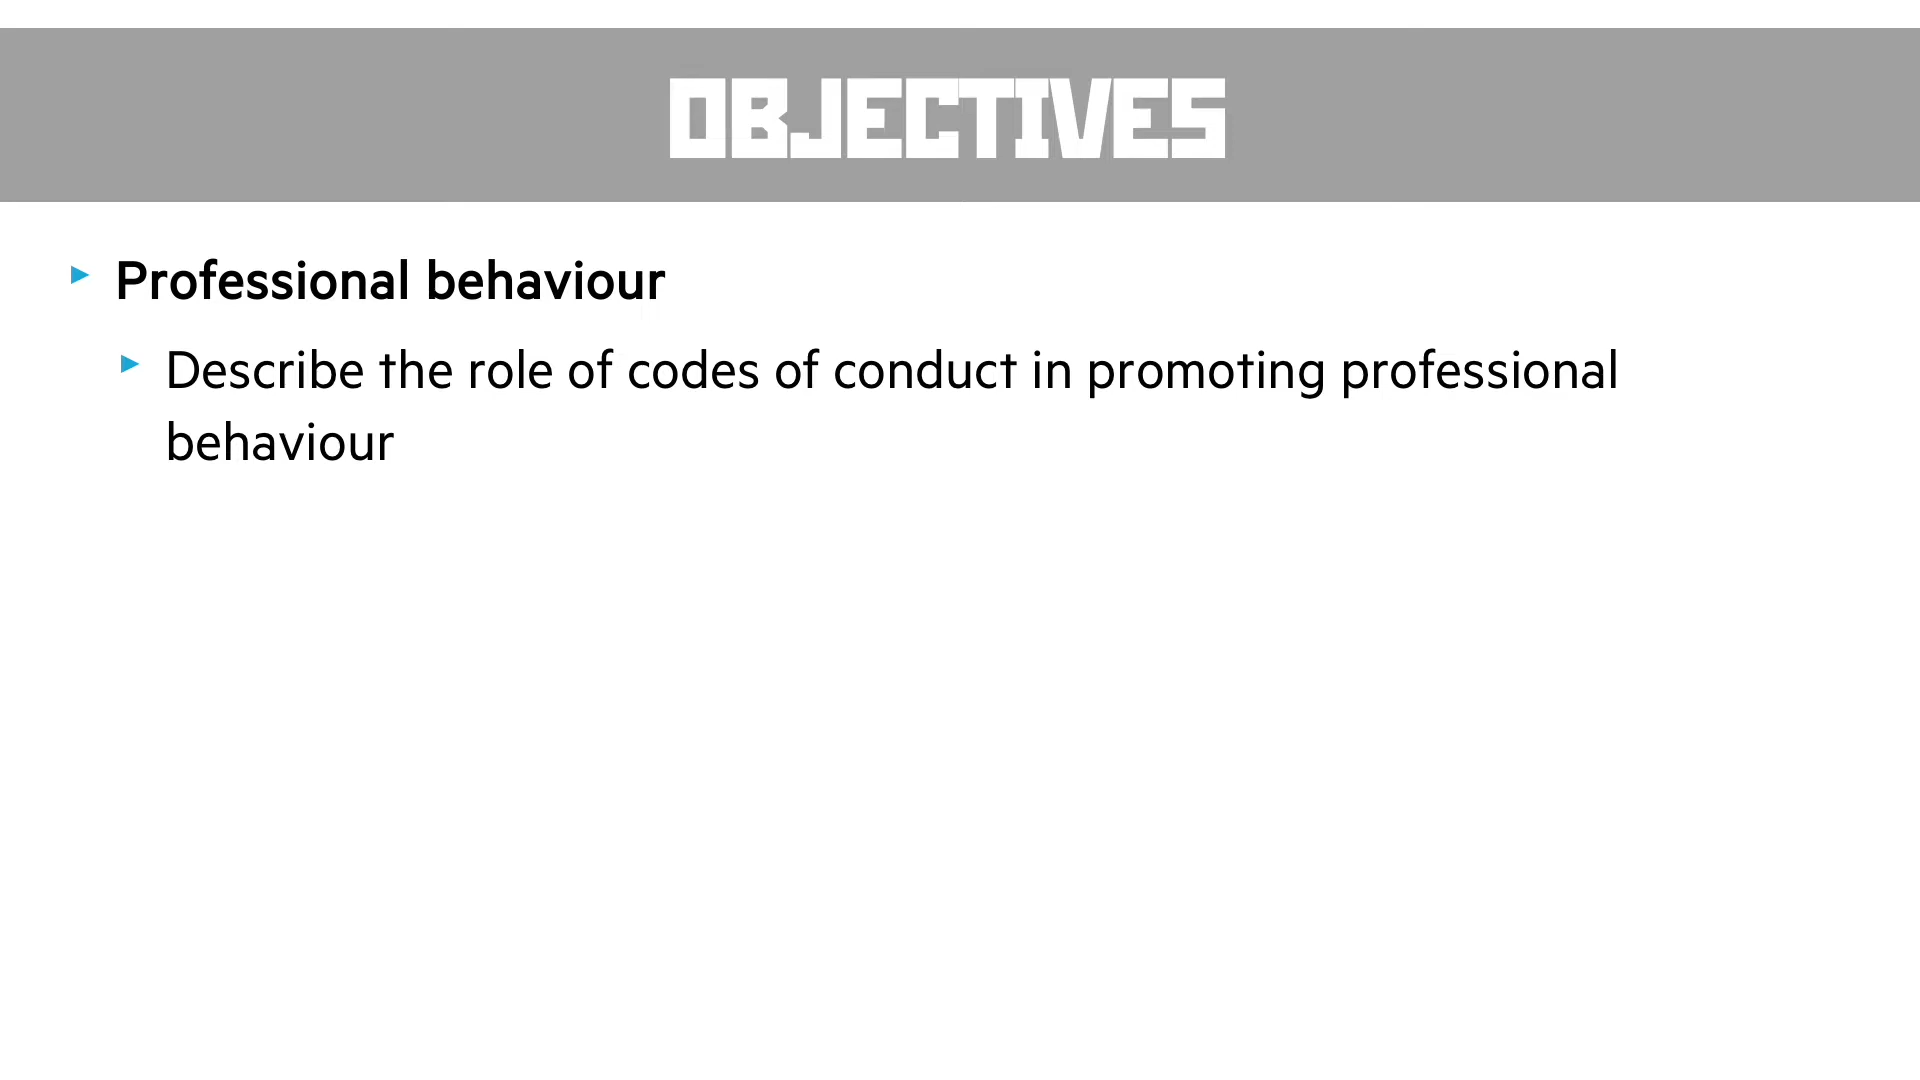 OBJECTIVES
Professional behaviour
Describe the role of codes of conduct in promoting professional
behaviour